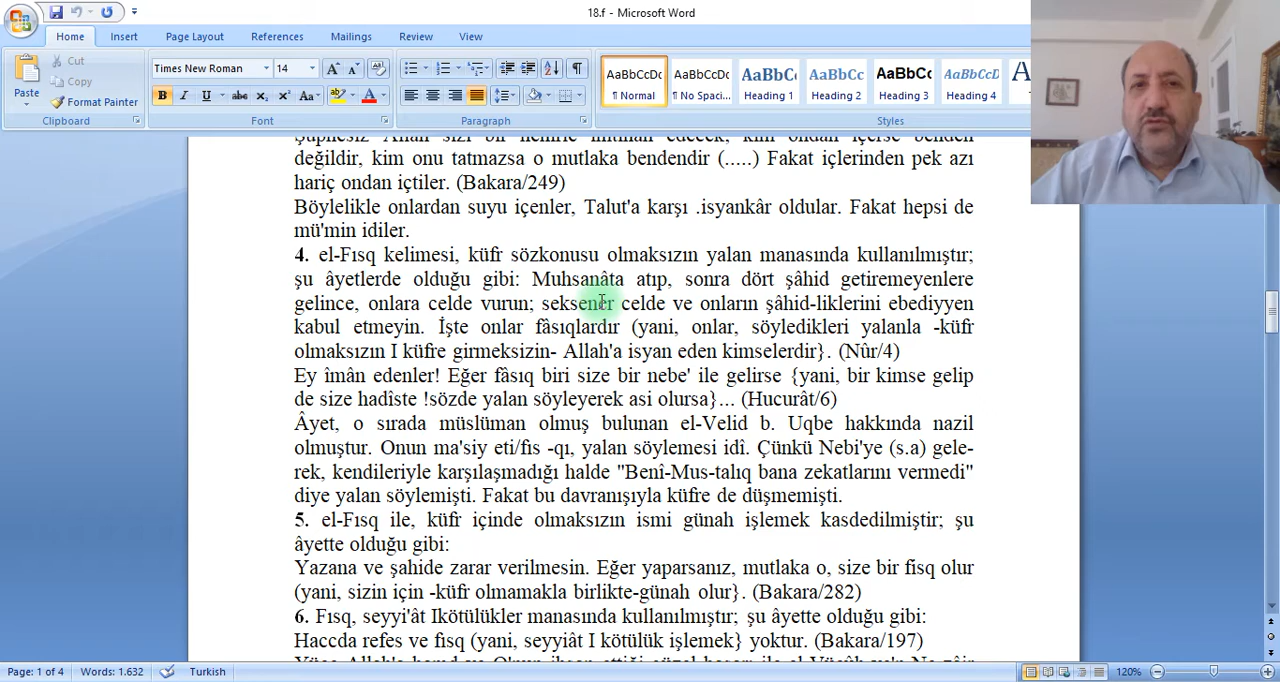 18.f - Microsoft Word
Home Insert Page Layout References Mailings Review View
Paste
Cut
Copy
Format Painter
Clipboard
Times New Roman 14
Font
Paragraph
AaBbCcDc AaBbCcDc AaBbC AaBbCc AaBbCc AaBbCcD
¶ Normal ¶ No Spaci... Heading 1 Heading 2 Heading 3 Heading 4
Styles
Şüphesiz Allah sizi bir nehirle imtihan edecek, kim ondan içerse benden
değildir, kim onu tatmazsa o mutlaka bendendir (.....) Fakat içlerinden pek azı
hariç ondan içtiler. (Bakara/249)
Böylelikle onlardan suyu içenler, Talut'a karşı .isyankâr oldular. Fakat hepsi de
mü'min idiler.
4. el-Fısq kelimesi, küfr sözkonusu olmaksızın yalan manasında kullanılmıştır;
şu âyetlerde olduğu gibi: Muhsanâta atıp, sonra dört şâhid getiremeyenlere
gelince, onlara celde vurun; seksener celde ve onların şâhid-liklerini ebediyyen
kabul etmeyin. İşte onlar fâsıqlardır (yani, onlar, söyledikleri yalanla -küfr
olmaksızın I küfre girmeksizin- Allah'a isyan eden kimselerdir}. (Nûr/4)
Ey îmân edenler! Eğer fâsıq biri size bir nebe' ile gelirse {yani, bir kimse gelip
de size hadîste !sözde yalan söyleyerek asi olursa}... (Hucurât/6)
Âyet, o sırada müslüman olmuş bulunan el-Velid b. Uqbe hakkında nazil
olmuştur. Onun ma'siy eti/fıs -qı, yalan söylemesi idî. Çünkü Nebi'ye (s.a) gele-
rek, kendileriyle karşılaşmadığı halde "Benî-Mus-talıq bana zekatlarını vermedi"
diye yalan söylemişti. Fakat bu davranışıyla küfre de düşmemişti.
5. el-Fısq ile, küfr içinde olmaksızın ismi günah işlemek kasdedilmiştir; şu
âyette olduğu gibi:
Yazana ve şahide zarar verilmesin. Eğer yaparsanız, mutlaka o, size bir fisq olur
(yani, sizin için -küfr olmamakla birlikte-günah olur}. (Bakara/282)
6. Fısq, seyyi'ât Ikötülükler manasında kullanılmıştır; şu âyette olduğu gibi:
Haccda refes ve fısq (yani, seyyiât I kötülük işlemek} yoktur. (Bakara/197)
Page: 1 of 4 Words: 1.632 Turkish 120%